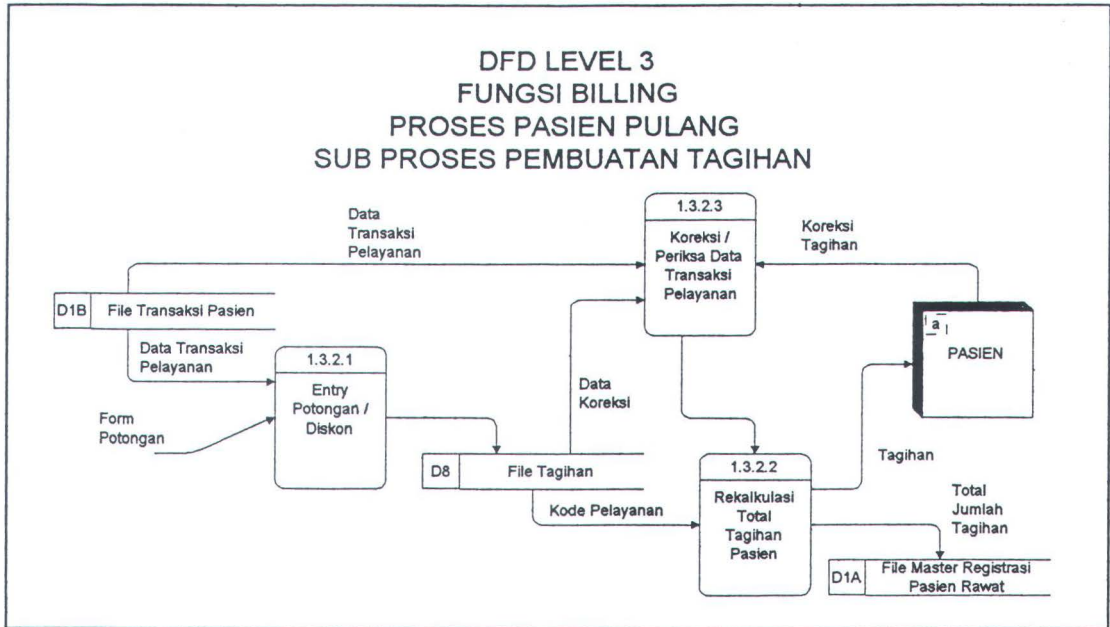 DFD LEVEL 3
FUNGSI BILLING
PROSES PASIEN PULANG
SUB PROSES PEMBUATAN TAGIHAN
Data
Transaksi
Pelayanan
1.3.2.3
Koreksi /
Periksa Data
Transaksi
Pelayanan
Koreksi
Tagihan
D1B
File Transaksi Pasien
a
PASIEN
Data Transaksi
Pelayanan
1.3.2.1
Entry
Potongan /
Diskon
Form
Potongan
Data
Koreksi
D8
File Tagihan
Kode Pelayanan
1.3.2.2
Rekalkulasi
Total
Tagihan
Pasien
Tagihan
Total
Jumlah
Tagihan
D1A
File Master Registrasi
Pasien Rawat